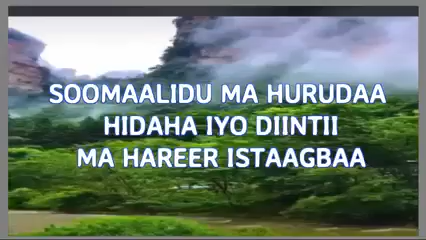 SOOMAALIDU MA HURUDAA
HIDAHA IYO DIINTII
MA HAREER ISTAAGBAA